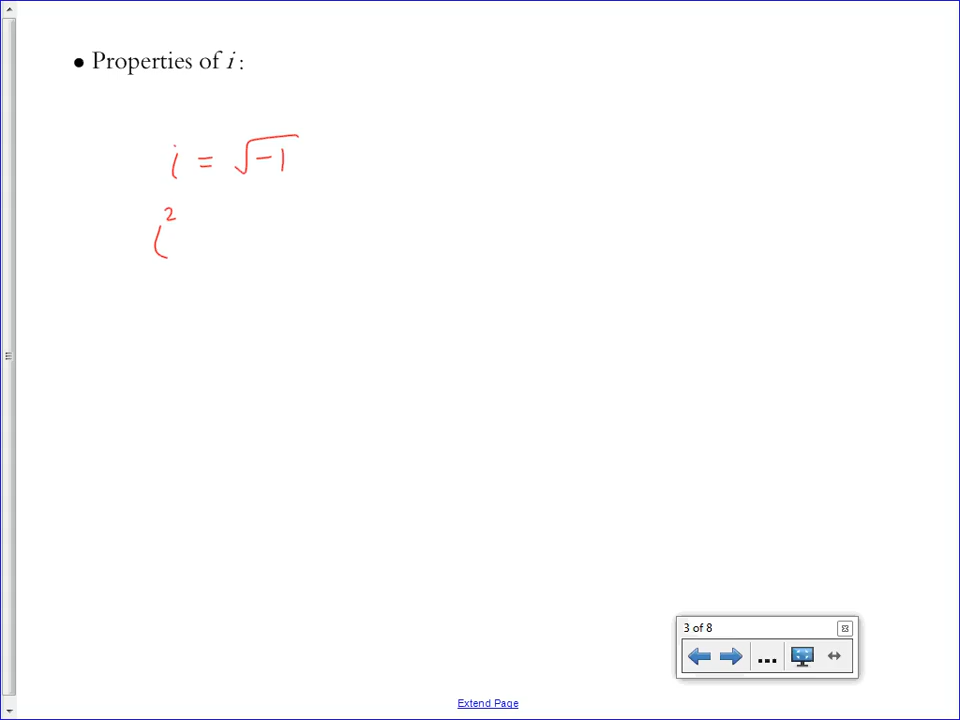 • Properties of i:
i = √-1
i²
3 of 8
...
Extend Page